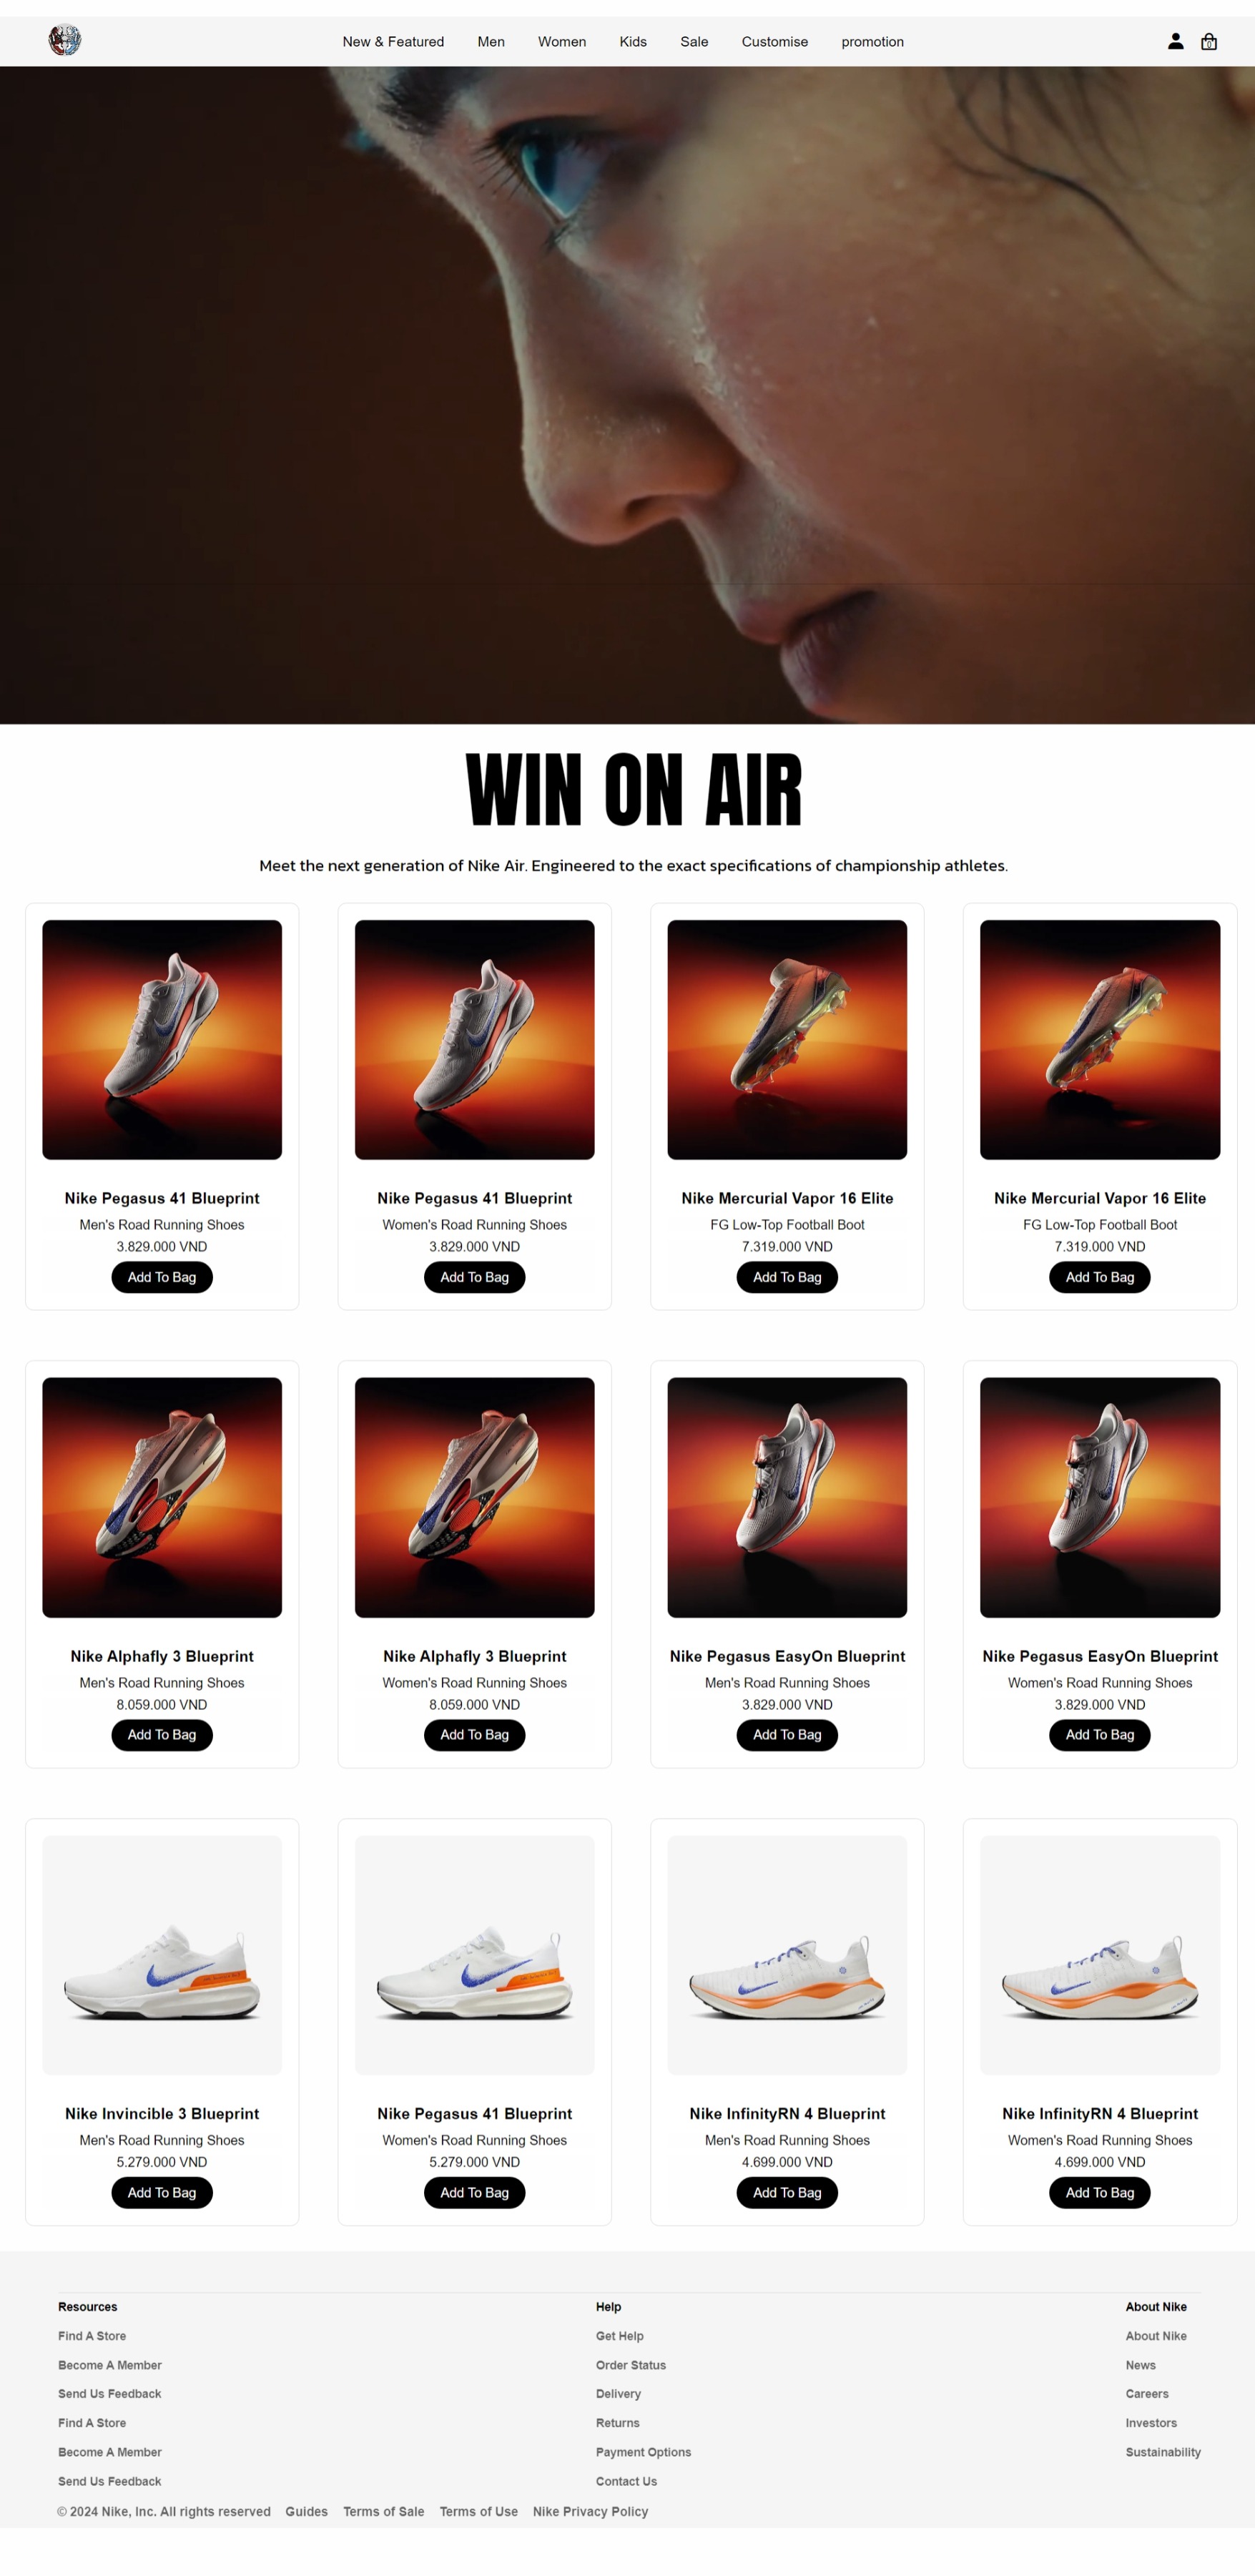 New & Featured Men Women Kids Sale Customise promotion
0
WIN ON AIR
Meet the next generation of Nike Air. Engineered to the exact specifications of championship athletes.
Nike Pegasus 41 Blueprint
Men's Road Running Shoes
3.829.000 VND
Add To Bag
Nike Pegasus 41 Blueprint
Women's Road Running Shoes
3.829.000 VND
Add To Bag
Nike Mercurial Vapor 16 Elite
FG Low-Top Football Boot
7.319.000 VND
Add To Bag
Nike Mercurial Vapor 16 Elite
FG Low-Top Football Boot
7.319.000 VND
Add To Bag
Nike Alphafly 3 Blueprint
Men's Road Running Shoes
8.059.000 VND
Add To Bag
Nike Alphafly 3 Blueprint
Women's Road Running Shoes
8.059.000 VND
Add To Bag
Nike Pegasus EasyOn Blueprint
Men's Road Running Shoes
3.829.000 VND
Add To Bag
Nike Pegasus EasyOn Blueprint
Women's Road Running Shoes
3.829.000 VND
Add To Bag
Nike Invincible 3 Blueprint
Men's Road Running Shoes
5.279.000 VND
Add To Bag
Nike Pegasus 41 Blueprint
Women's Road Running Shoes
5.279.000 VND
Add To Bag
Nike InfinityRN 4 Blueprint
Men's Road Running Shoes
4.699.000 VND
Add To Bag
Nike InfinityRN 4 Blueprint
Women's Road Running Shoes
4.699.000 VND
Add To Bag
Resources
Find A Store
Become A Member
Send Us Feedback
Find A Store
Become A Member
Send Us Feedback
Help
Get Help
Order Status
Delivery
Returns
Payment Options
Contact Us
About Nike
About Nike
News
Careers
Investors
Sustainability
© 2024 Nike, Inc. All rights reserved Guides Terms of Sale Terms of Use Nike Privacy Policy